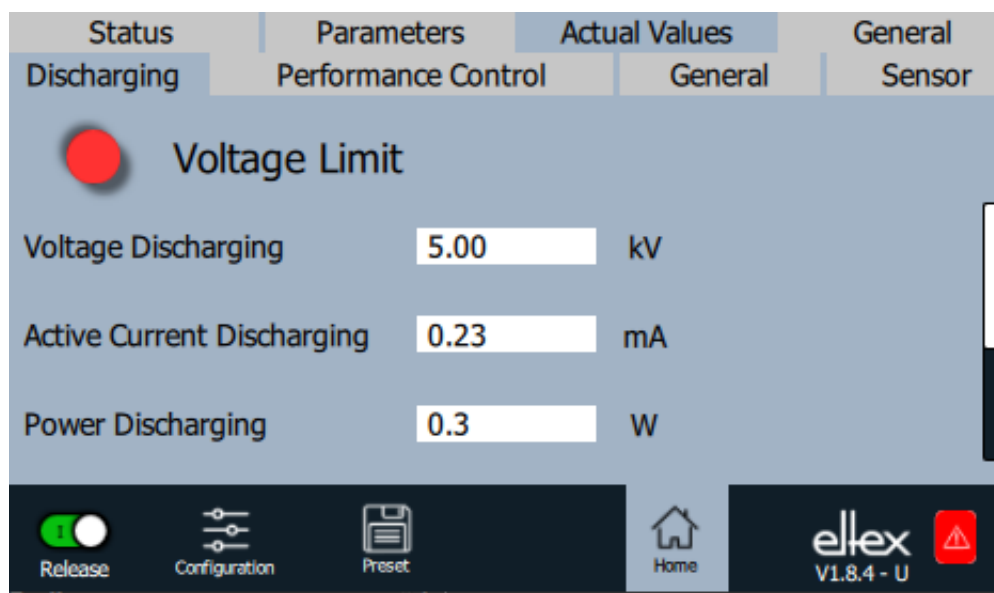 Status Parameters Actual Values General
Discharging Performance Control General Sensor
Voltage Limit
Voltage Discharging 5.00 kV
Active Current Discharging 0.23 mA
Power Discharging 0.3 W
I
Release Configuration Preset Home eltex
V1.8.4 - U